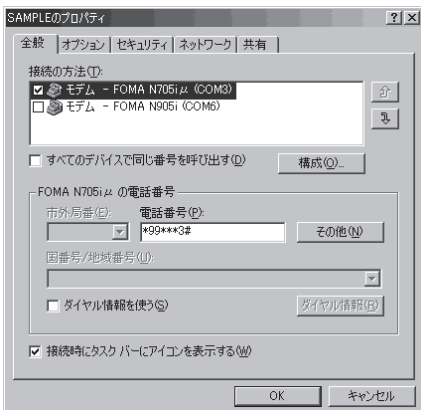 SAMPLEのプロパティ
全般 オプション セキュリティ ネットワーク 共有
接続の方法(T):
モデム - FOMA N705iμ (COM3)
モデム - FOMA N905i (COM6)
すべてのデバイスで同じ番号を呼び出す(D)
構成(O)...
FOMA N705iμ の電話番号
市外局番(E): 電話番号(P):
*99***3# その他(N)
国番号/地域番号(U):
ダイヤル情報を使う(S) ダイヤル情報(R)
接続時にタスク バーにアイコンを表示する(W)
OK キャンセル